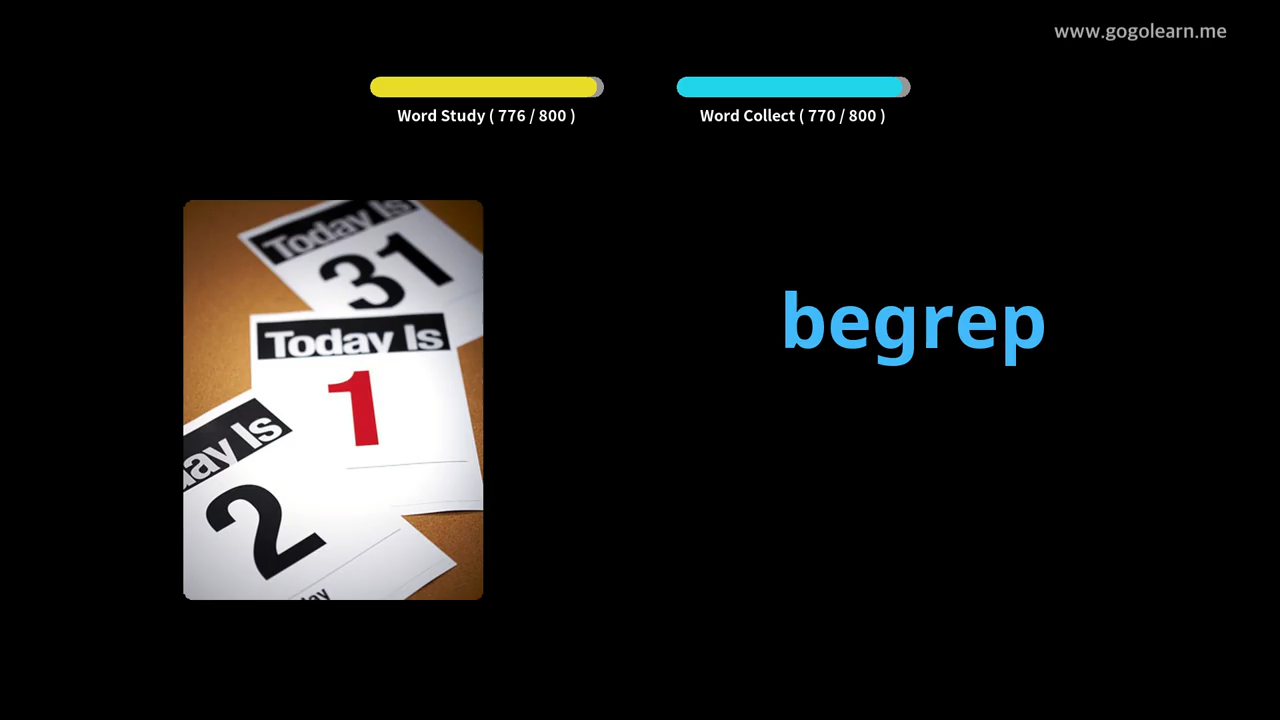 www.gogolearn.me
Word Study ( 776 / 800 )
Word Collect ( 770 / 800 )
Today Is
31
Today Is
1
begrep
ay Is
2